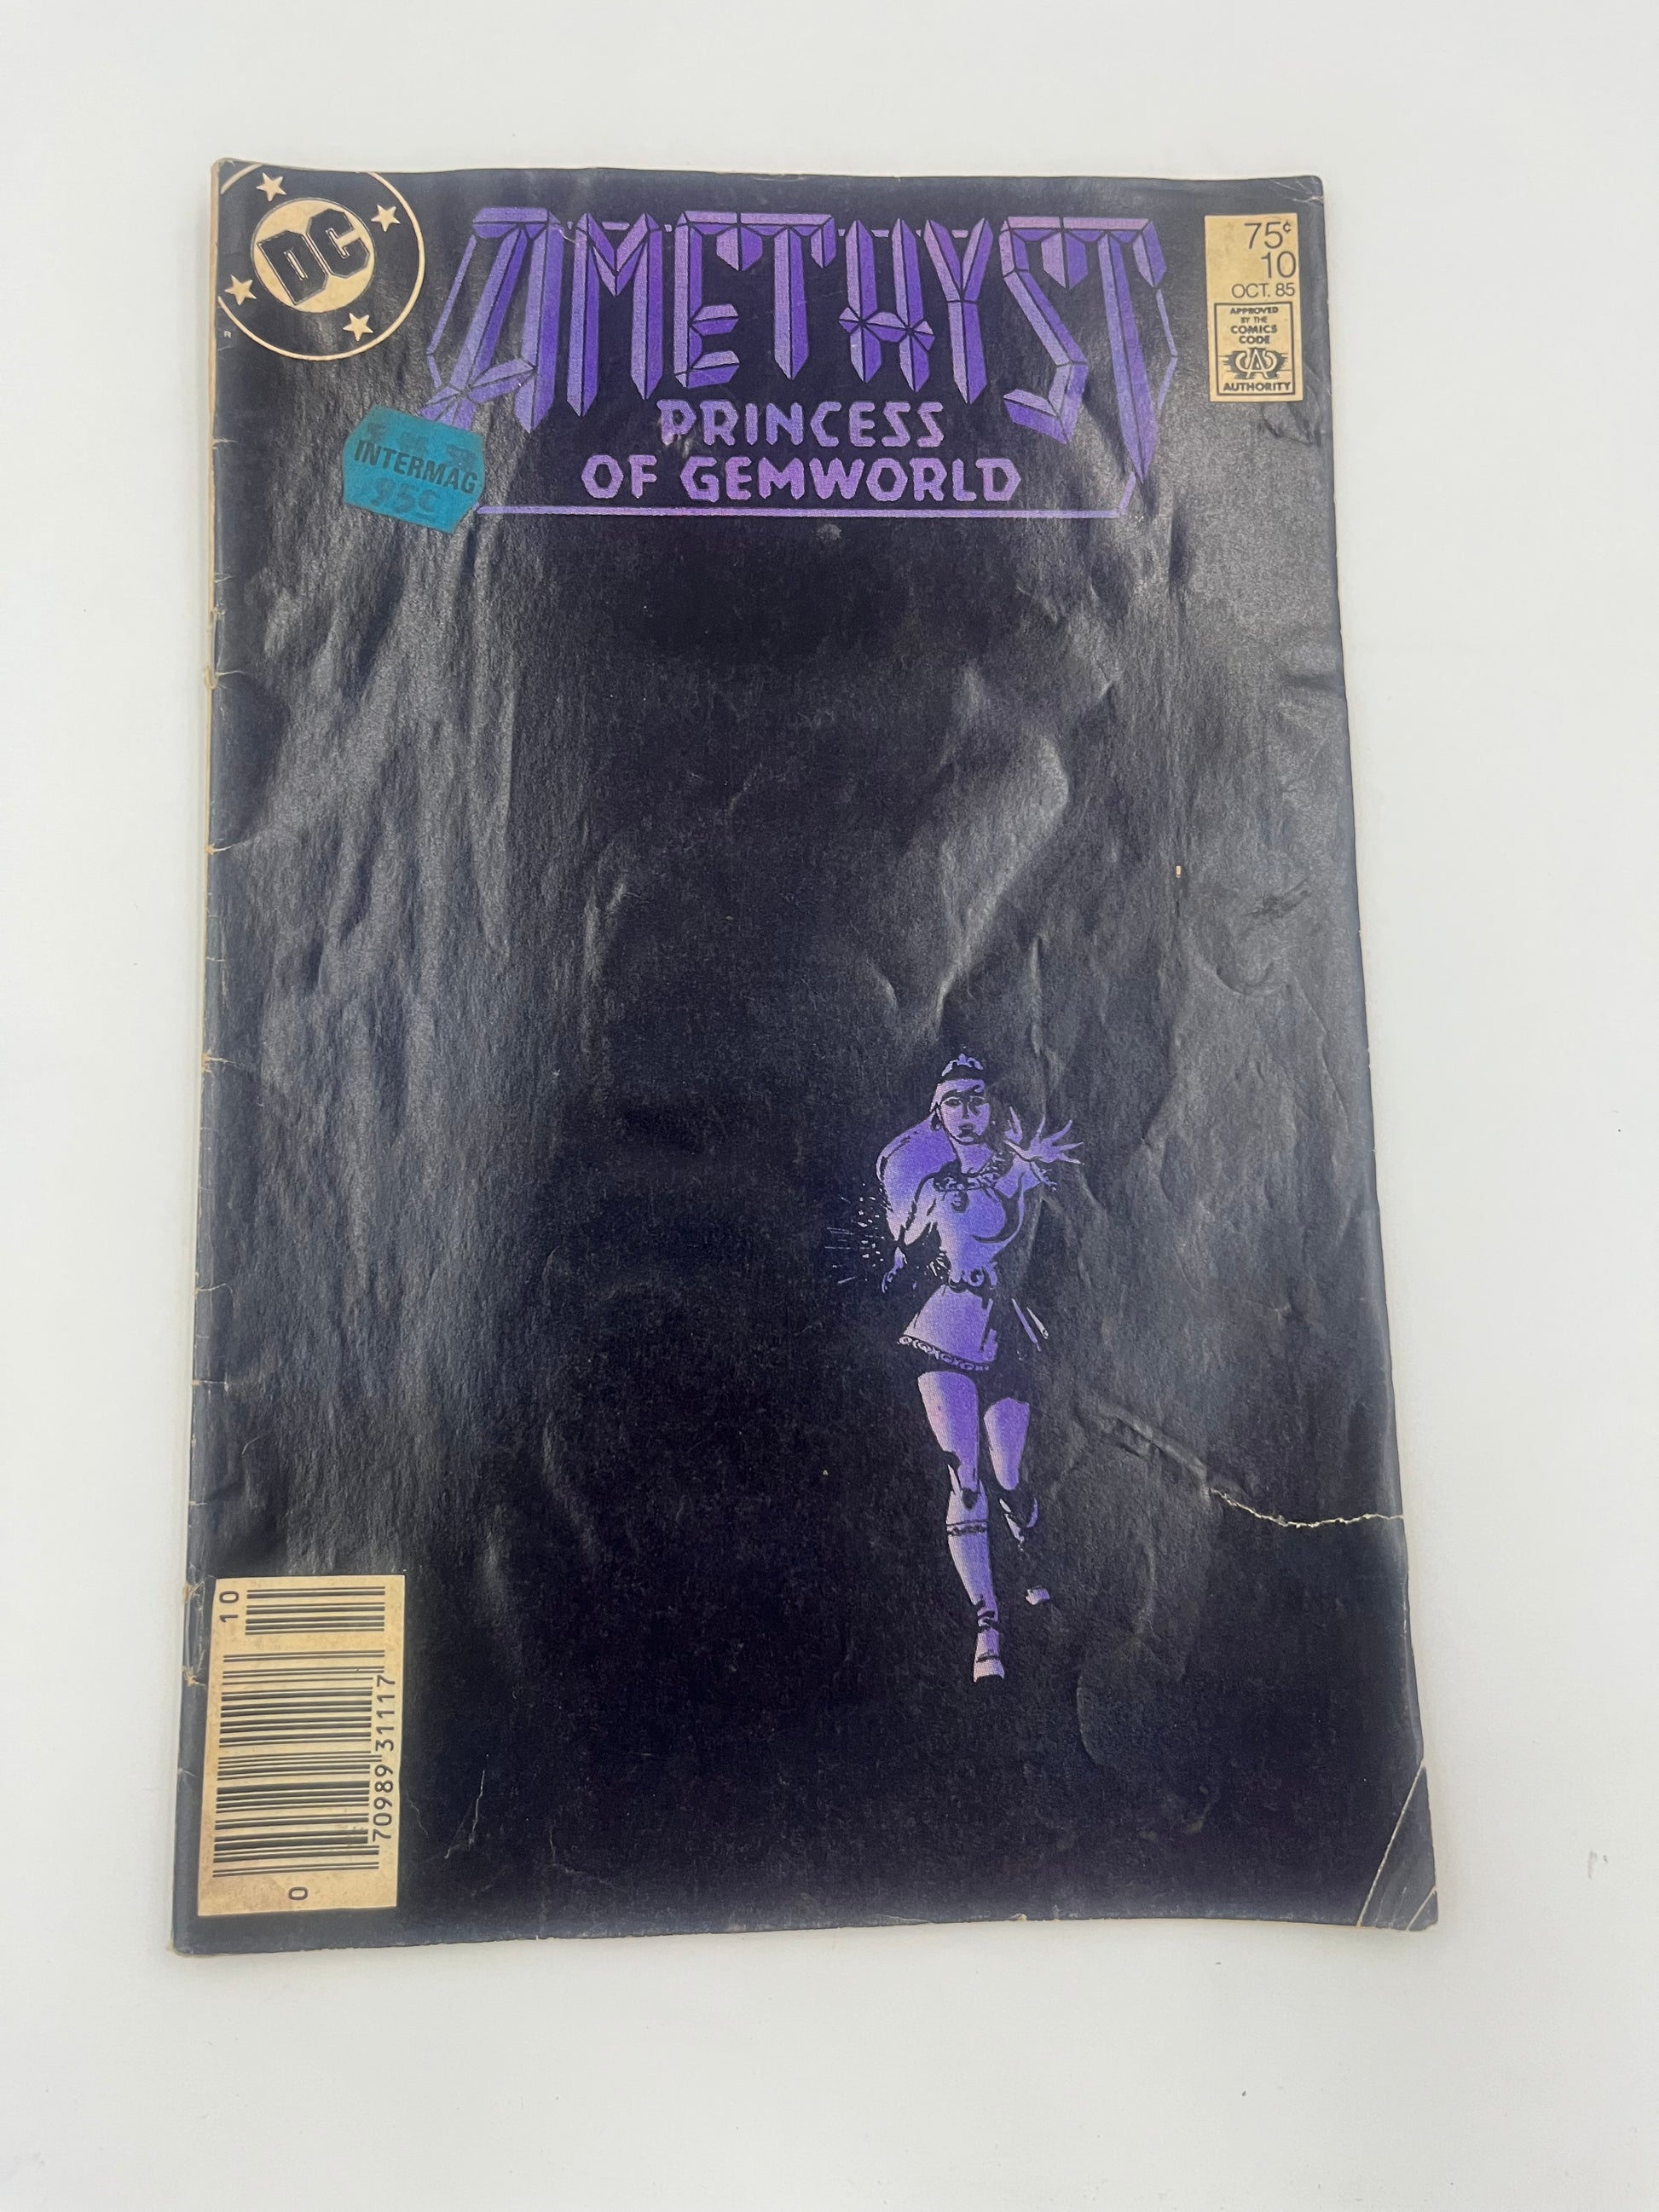 DC
R
AMETHYST
PRINCESS
OF GEMWORLD
75¢
10
OCT. 85
APPROVED
BY THE
COMICS
CODE
CA
AUTHORITY
INTERMAG
95¢
10
70989 31117
0